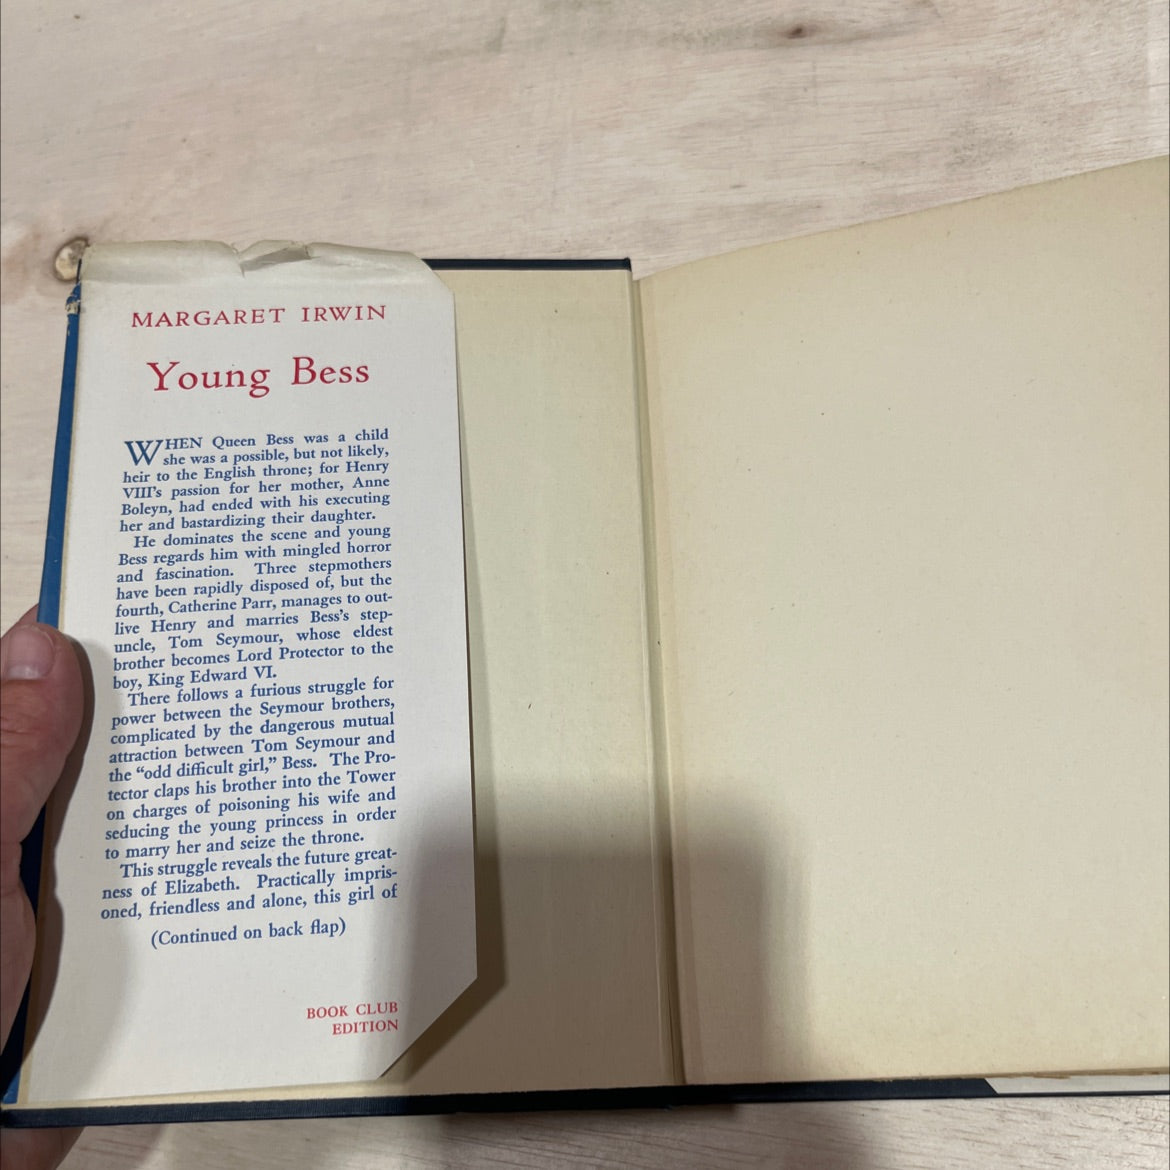 MARGARET IRWIN
Young Bess
WHEN Queen Bess was a child
she was a possible, but not likely,
heir to the English throne; for Henry
VIII's passion for her mother, Anne
Boleyn, had ended with his executing
her and bastardizing their daughter.
He dominates the scene and young
Bess regards him with mingled horror
and fascination. Three stepmothers
have been rapidly disposed of, but the
fourth, Catherine Parr, manages to out-
live Henry and marries Bess's step-
uncle, Tom Seymour, whose eldest
brother becomes Lord Protector to the
boy, King Edward VI.
There follows a furious struggle for
power between the Seymour brothers,
complicated by the dangerous mutual
attraction between Tom Seymour and
the “odd difficult girl,” Bess. The Pro-
tector claps his brother into the Tower
on charges of poisoning his wife and
seducing the young princess in order
to marry her and seize the throne.
This struggle reveals the future great-
ness of Elizabeth. Practically impris-
oned, friendless and alone, this girl of
(Continued on back flap)
BOOK CLUB
EDITION